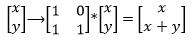 [x y] → [1 0 1 1] * [x y] = [x x + y]